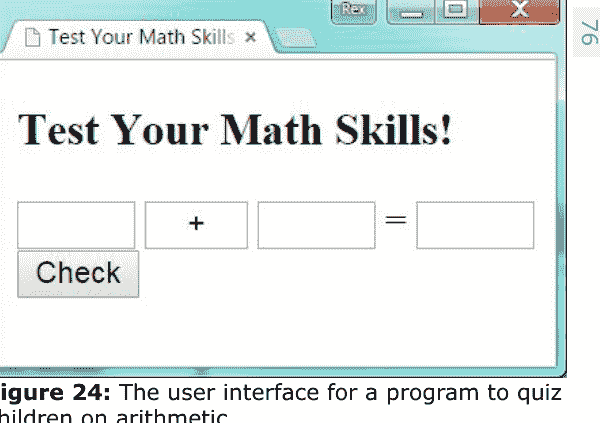 Rex
Test Your Math Skills ×
76
Test Your Math Skills!
+ =
Check
igure 24: The user interface for a program to quiz
hildren on arithmetic